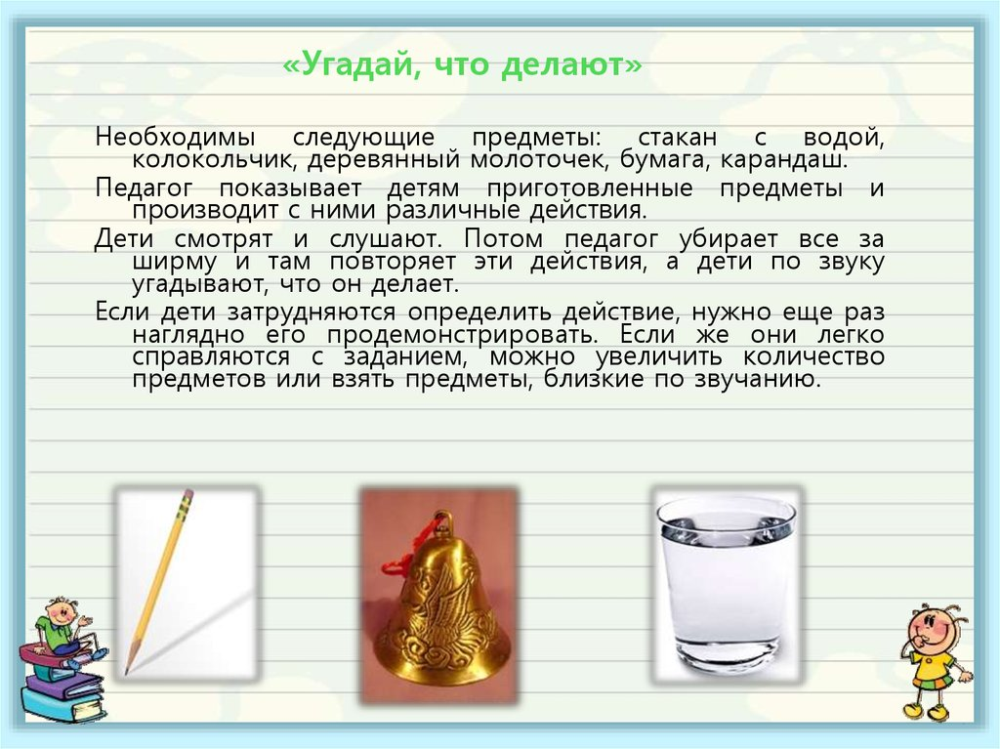 «Угадай, что делают»
Необходимы следующие предметы: стакан с водой,
колокольчик, деревянный молоточек, бумага, карандаш.
Педагог показывает детям приготовленные предметы и
производит с ними различные действия.
Дети смотрят и слушают. Потом педагог убирает все за
ширму и там повторяет эти действия, а дети по звуку
угадывают, что он делает.
Если дети затрудняются определить действие, нужно еще раз
наглядно его продемонстрировать. Если же они легко
справляются с заданием, можно увеличить количество
предметов или взять предметы, близкие по звучанию.